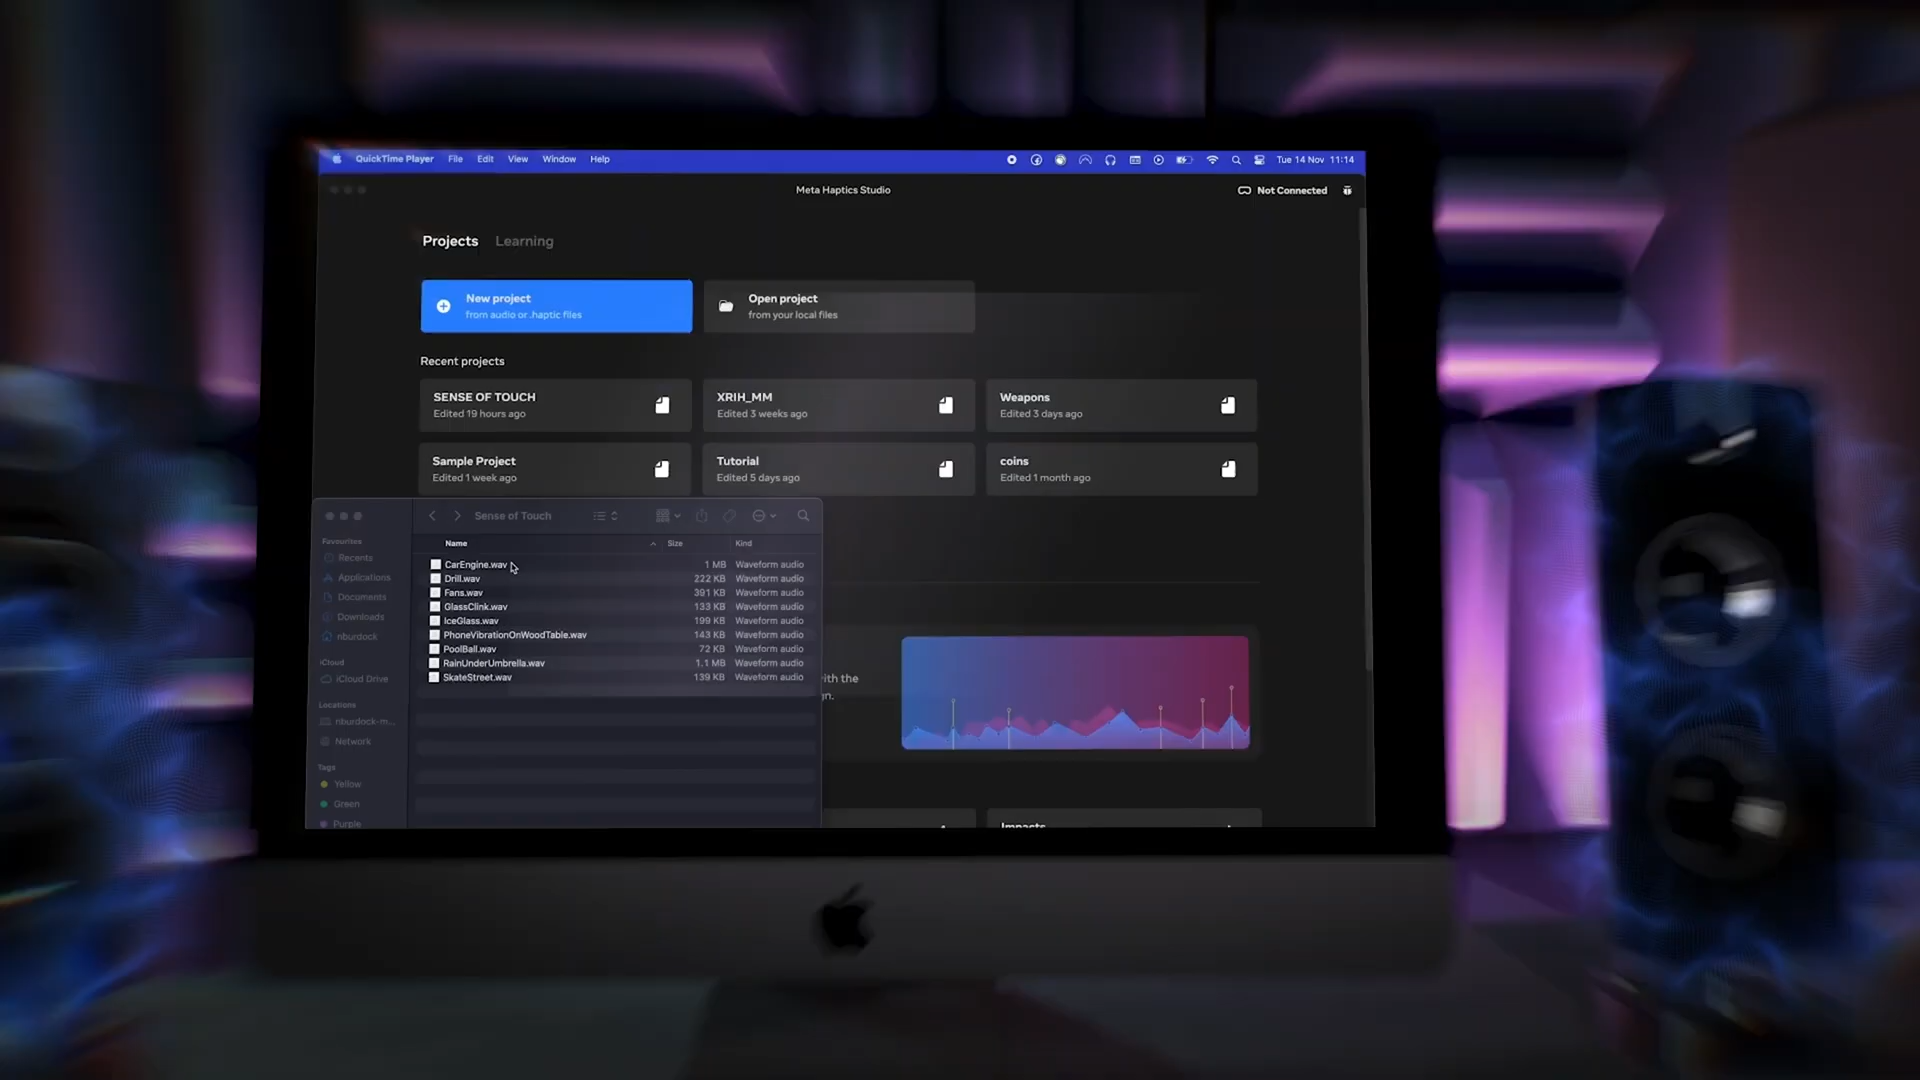 QuickTime Player File Edit View Window Help Tue 14 Nov 11:14
Meta Haptics Studio Not Connected
Projects Learning
New project
from audio or .haptic files
Open project
from your local files
Recent projects
SENSE OF TOUCH
Edited 19 hours ago
XRIH_MM
Edited 3 weeks ago
Weapons
Edited 3 days ago
Sample Project
Edited 1 week ago
Tutorial
Edited 5 days ago
coins
Edited 1 month ago
Sense of Touch
Favourites
Recents
Applications
Documents
Downloads
nburdock
iCloud
iCloud Drive
Locations
nburdock-m...
Network
Tags
Yellow
Green
Purple
Name Size Kind
CarEngine.wav 1 MB Waveform audio
Drill.wav 222 KB Waveform audio
Fans.wav 391 KB Waveform audio
GlassClink.wav 133 KB Waveform audio
IceGlass.wav 199 KB Waveform audio
PhoneVibrationOnWoodTable.wav 143 KB Waveform audio
PoolBall.wav 72 KB Waveform audio
RainUnderUmbrella.wav 1.1 MB Waveform audio
SkateStreet.wav 139 KB Waveform audio
with the
gn.
Impacts